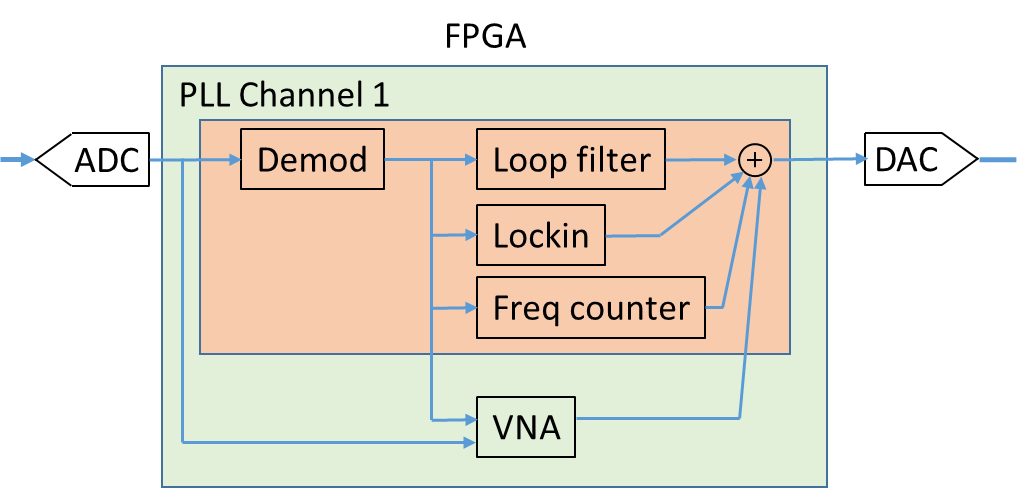 FPGA
PLL Channel 1
ADC
Demod
Loop filter
+
DAC
Lockin
Freq counter
VNA